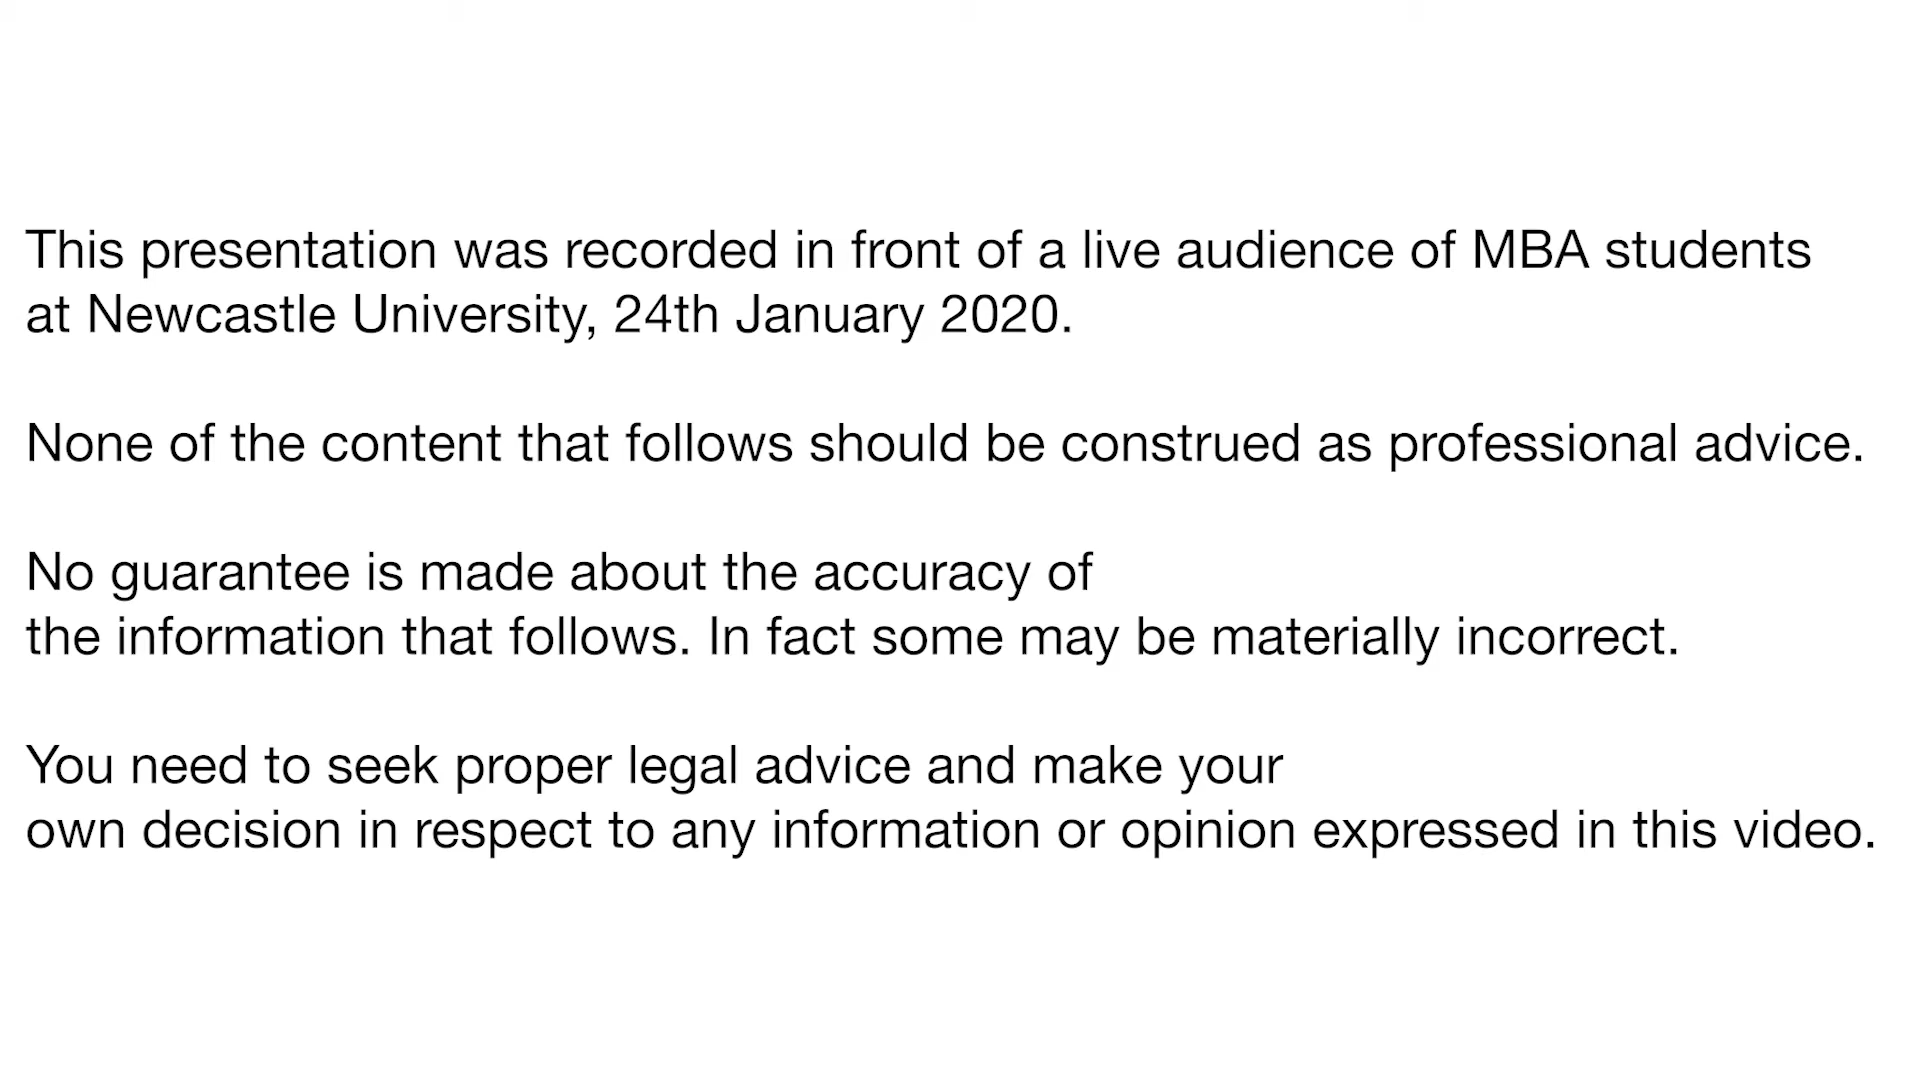 This presentation was recorded in front of a live audience of MBA students
at Newcastle University, 24th January 2020.
None of the content that follows should be construed as professional advice.
No guarantee is made about the accuracy of
the information that follows. In fact some may be materially incorrect.
You need to seek proper legal advice and make your
own decision in respect to any information or opinion expressed in this video.